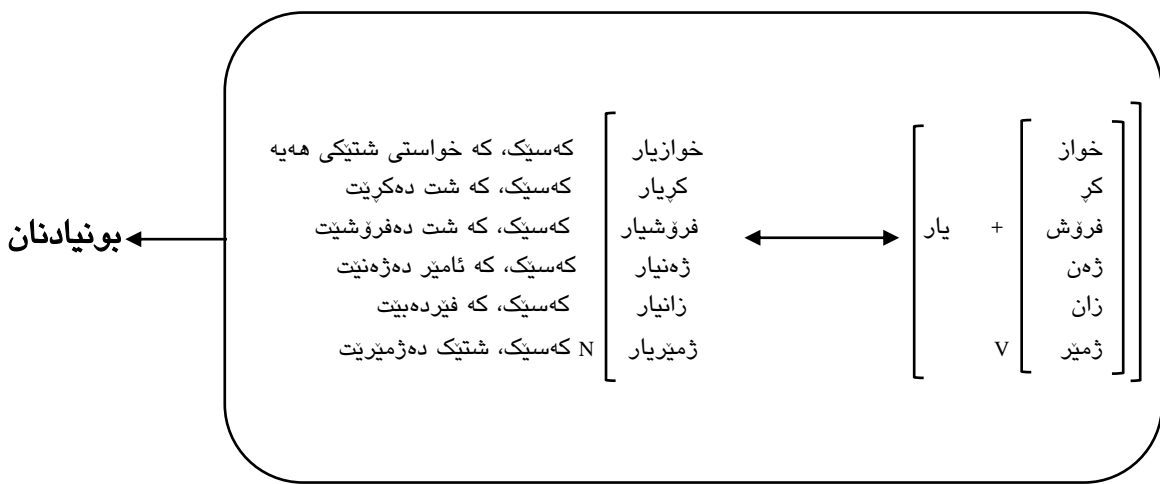 خواز خوازیار کەسێک، کە خواستی شتێکی هەیە
کڕ کڕیار کەسێک، کە شت دەکڕێت
فرۆش + یار فرۆشیار کەسێک، کە شت دەفرۆشێت
بونیادنان
ژەن ژەنیار کەسێک، کە ئامێر دەژەنێت
زان زانیار کەسێک، کە فێردەبێت
ژمێر V ژمێریار N کەسێک، شتێک دەژمێرێت